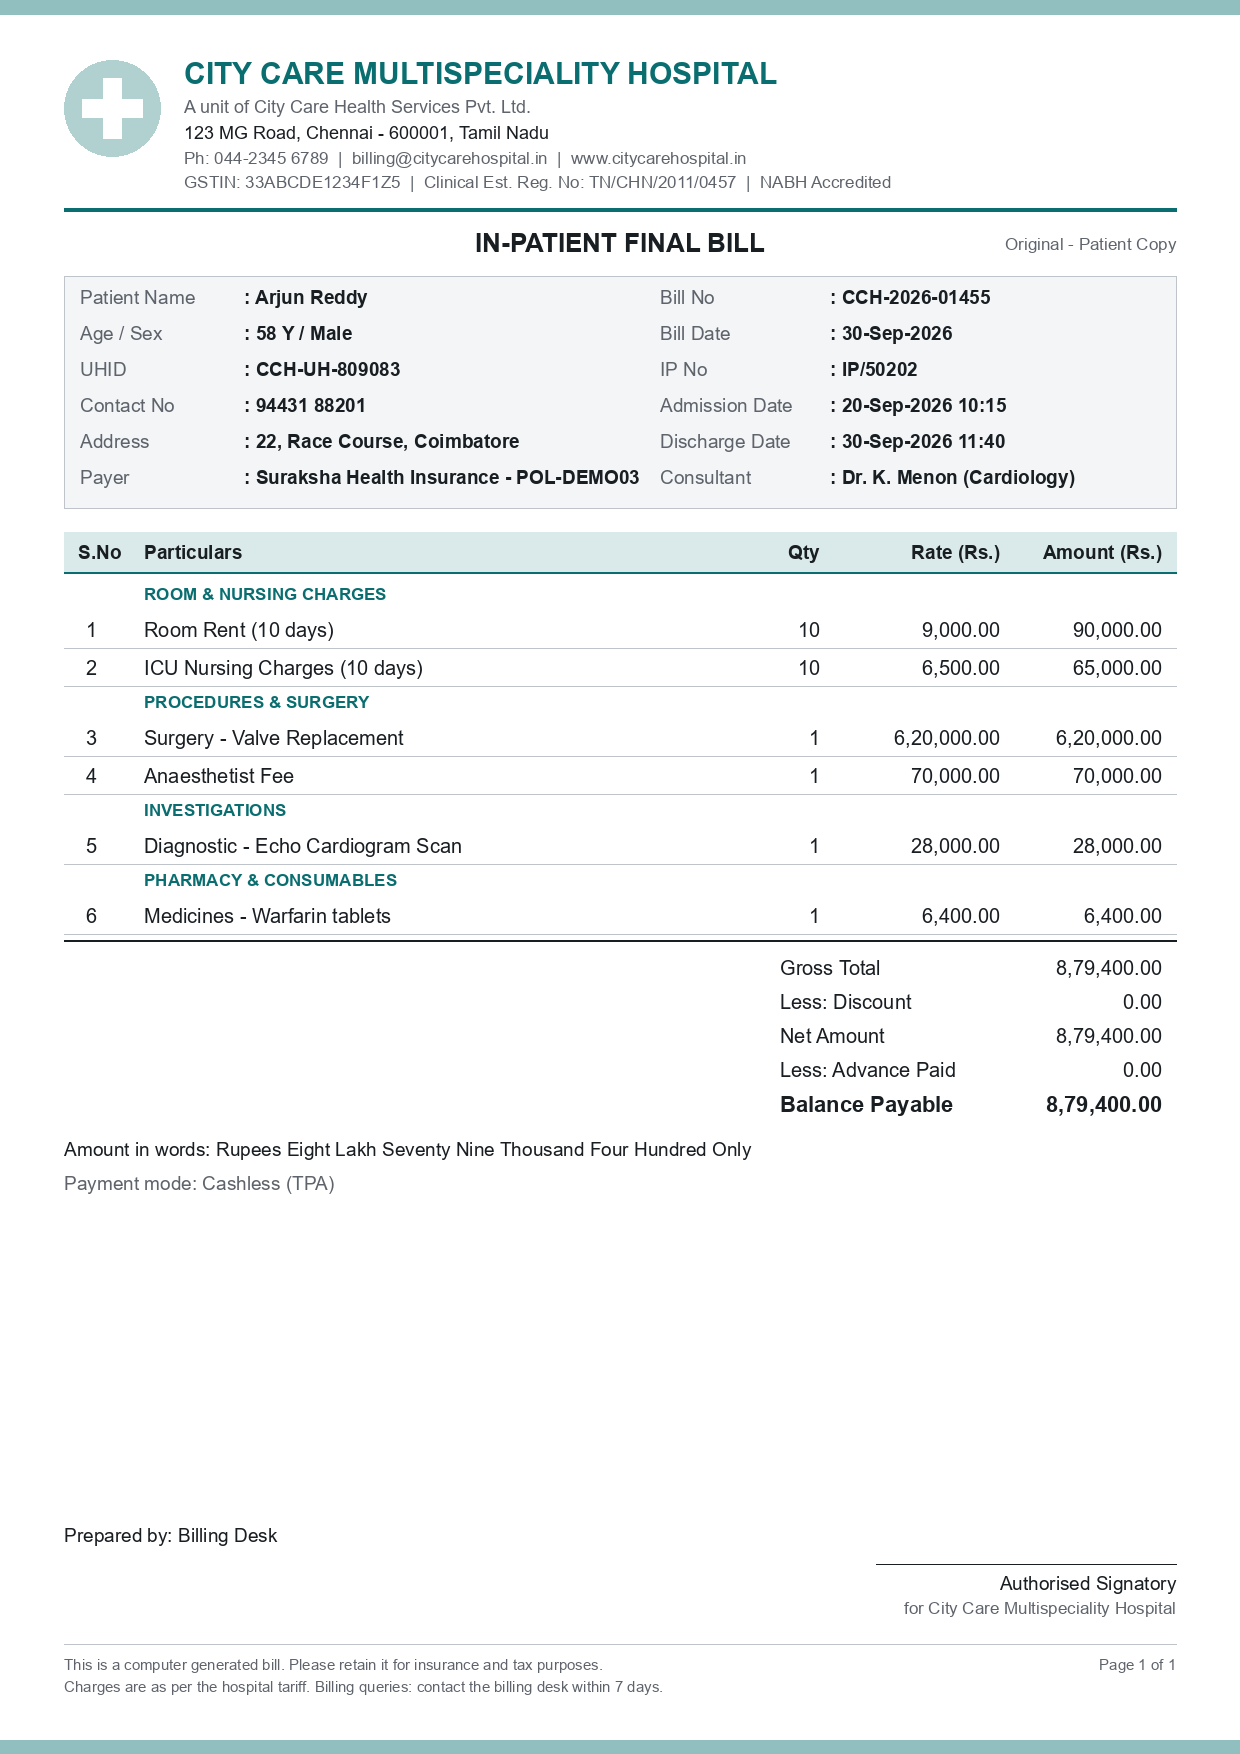 CITY CARE MULTISPECIALITY HOSPITAL
A unit of City Care Health Services Pvt. Ltd.
123 MG Road, Chennai - 600001, Tamil Nadu
Ph: 044-2345 6789 | billing@citycarehospital.in | www.citycarehospital.in
GSTIN: 33ABCDE1234F1Z5 | Clinical Est. Reg. No: TN/CHN/2011/0457 | NABH Accredited
IN-PATIENT FINAL BILL Original - Patient Copy
Patient Name : Arjun Reddy Bill No : CCH-2026-01455
Age / Sex : 58 Y / Male Bill Date : 30-Sep-2026
UHID : CCH-UH-809083 IP No : IP/50202
Contact No : 94431 88201 Admission Date : 20-Sep-2026 10:15
Address : 22, Race Course, Coimbatore Discharge Date : 30-Sep-2026 11:40
Payer : Suraksha Health Insurance - POL-DEMO03 Consultant : Dr. K. Menon (Cardiology)
S.No Particulars Qty Rate (Rs.) Amount (Rs.)
ROOM & NURSING CHARGES
1 Room Rent (10 days) 10 9,000.00 90,000.00
2 ICU Nursing Charges (10 days) 10 6,500.00 65,000.00
PROCEDURES & SURGERY
3 Surgery - Valve Replacement 1 6,20,000.00 6,20,000.00
4 Anaesthetist Fee 1 70,000.00 70,000.00
INVESTIGATIONS
5 Diagnostic - Echo Cardiogram Scan 1 28,000.00 28,000.00
PHARMACY & CONSUMABLES
6 Medicines - Warfarin tablets 1 6,400.00 6,400.00
Gross Total 8,79,400.00
Less: Discount 0.00
Net Amount 8,79,400.00
Less: Advance Paid 0.00
Balance Payable 8,79,400.00
Amount in words: Rupees Eight Lakh Seventy Nine Thousand Four Hundred Only
Payment mode: Cashless (TPA)
Prepared by: Billing Desk
Authorised Signatory
for City Care Multispeciality Hospital
This is a computer generated bill. Please retain it for insurance and tax purposes. Page 1 of 1
Charges are as per the hospital tariff. Billing queries: contact the billing desk within 7 days.